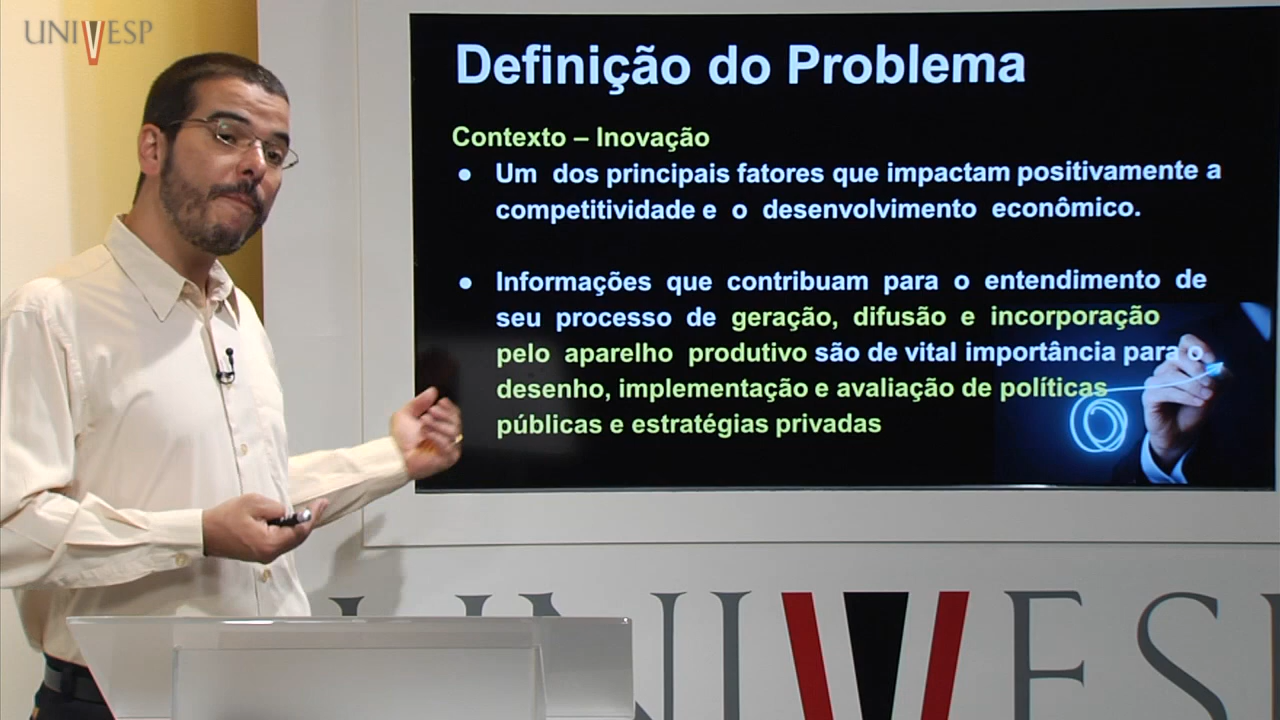 UNIVESP
Definição do Problema
Contexto – Inovação
• Um dos principais fatores que impactam positivamente a
competitividade e o desenvolvimento econômico.
• Informações que contribuam para o entendimento de
seu processo de geração, difusão e incorporação
pelo aparelho produtivo são de vital importância para o
desenho, implementação e avaliação de políticas
públicas e estratégias privadas
UNIVESP